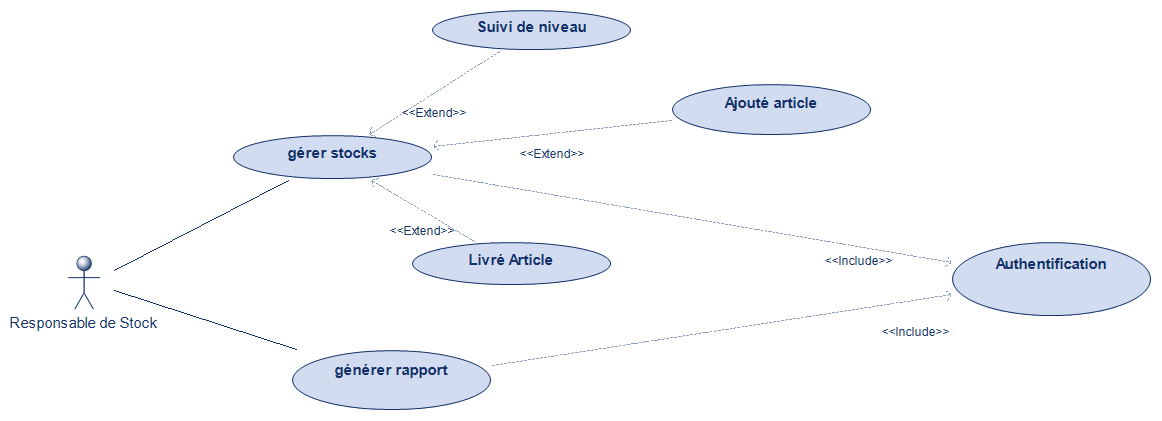 Suivi de niveau
Ajouté article
<<Extend>>
<<Extend>>
gérer stocks
<<Extend>>
Livré Article
<<Include>>
Authentification
Responsable de Stock
<<Include>>
générer rapport